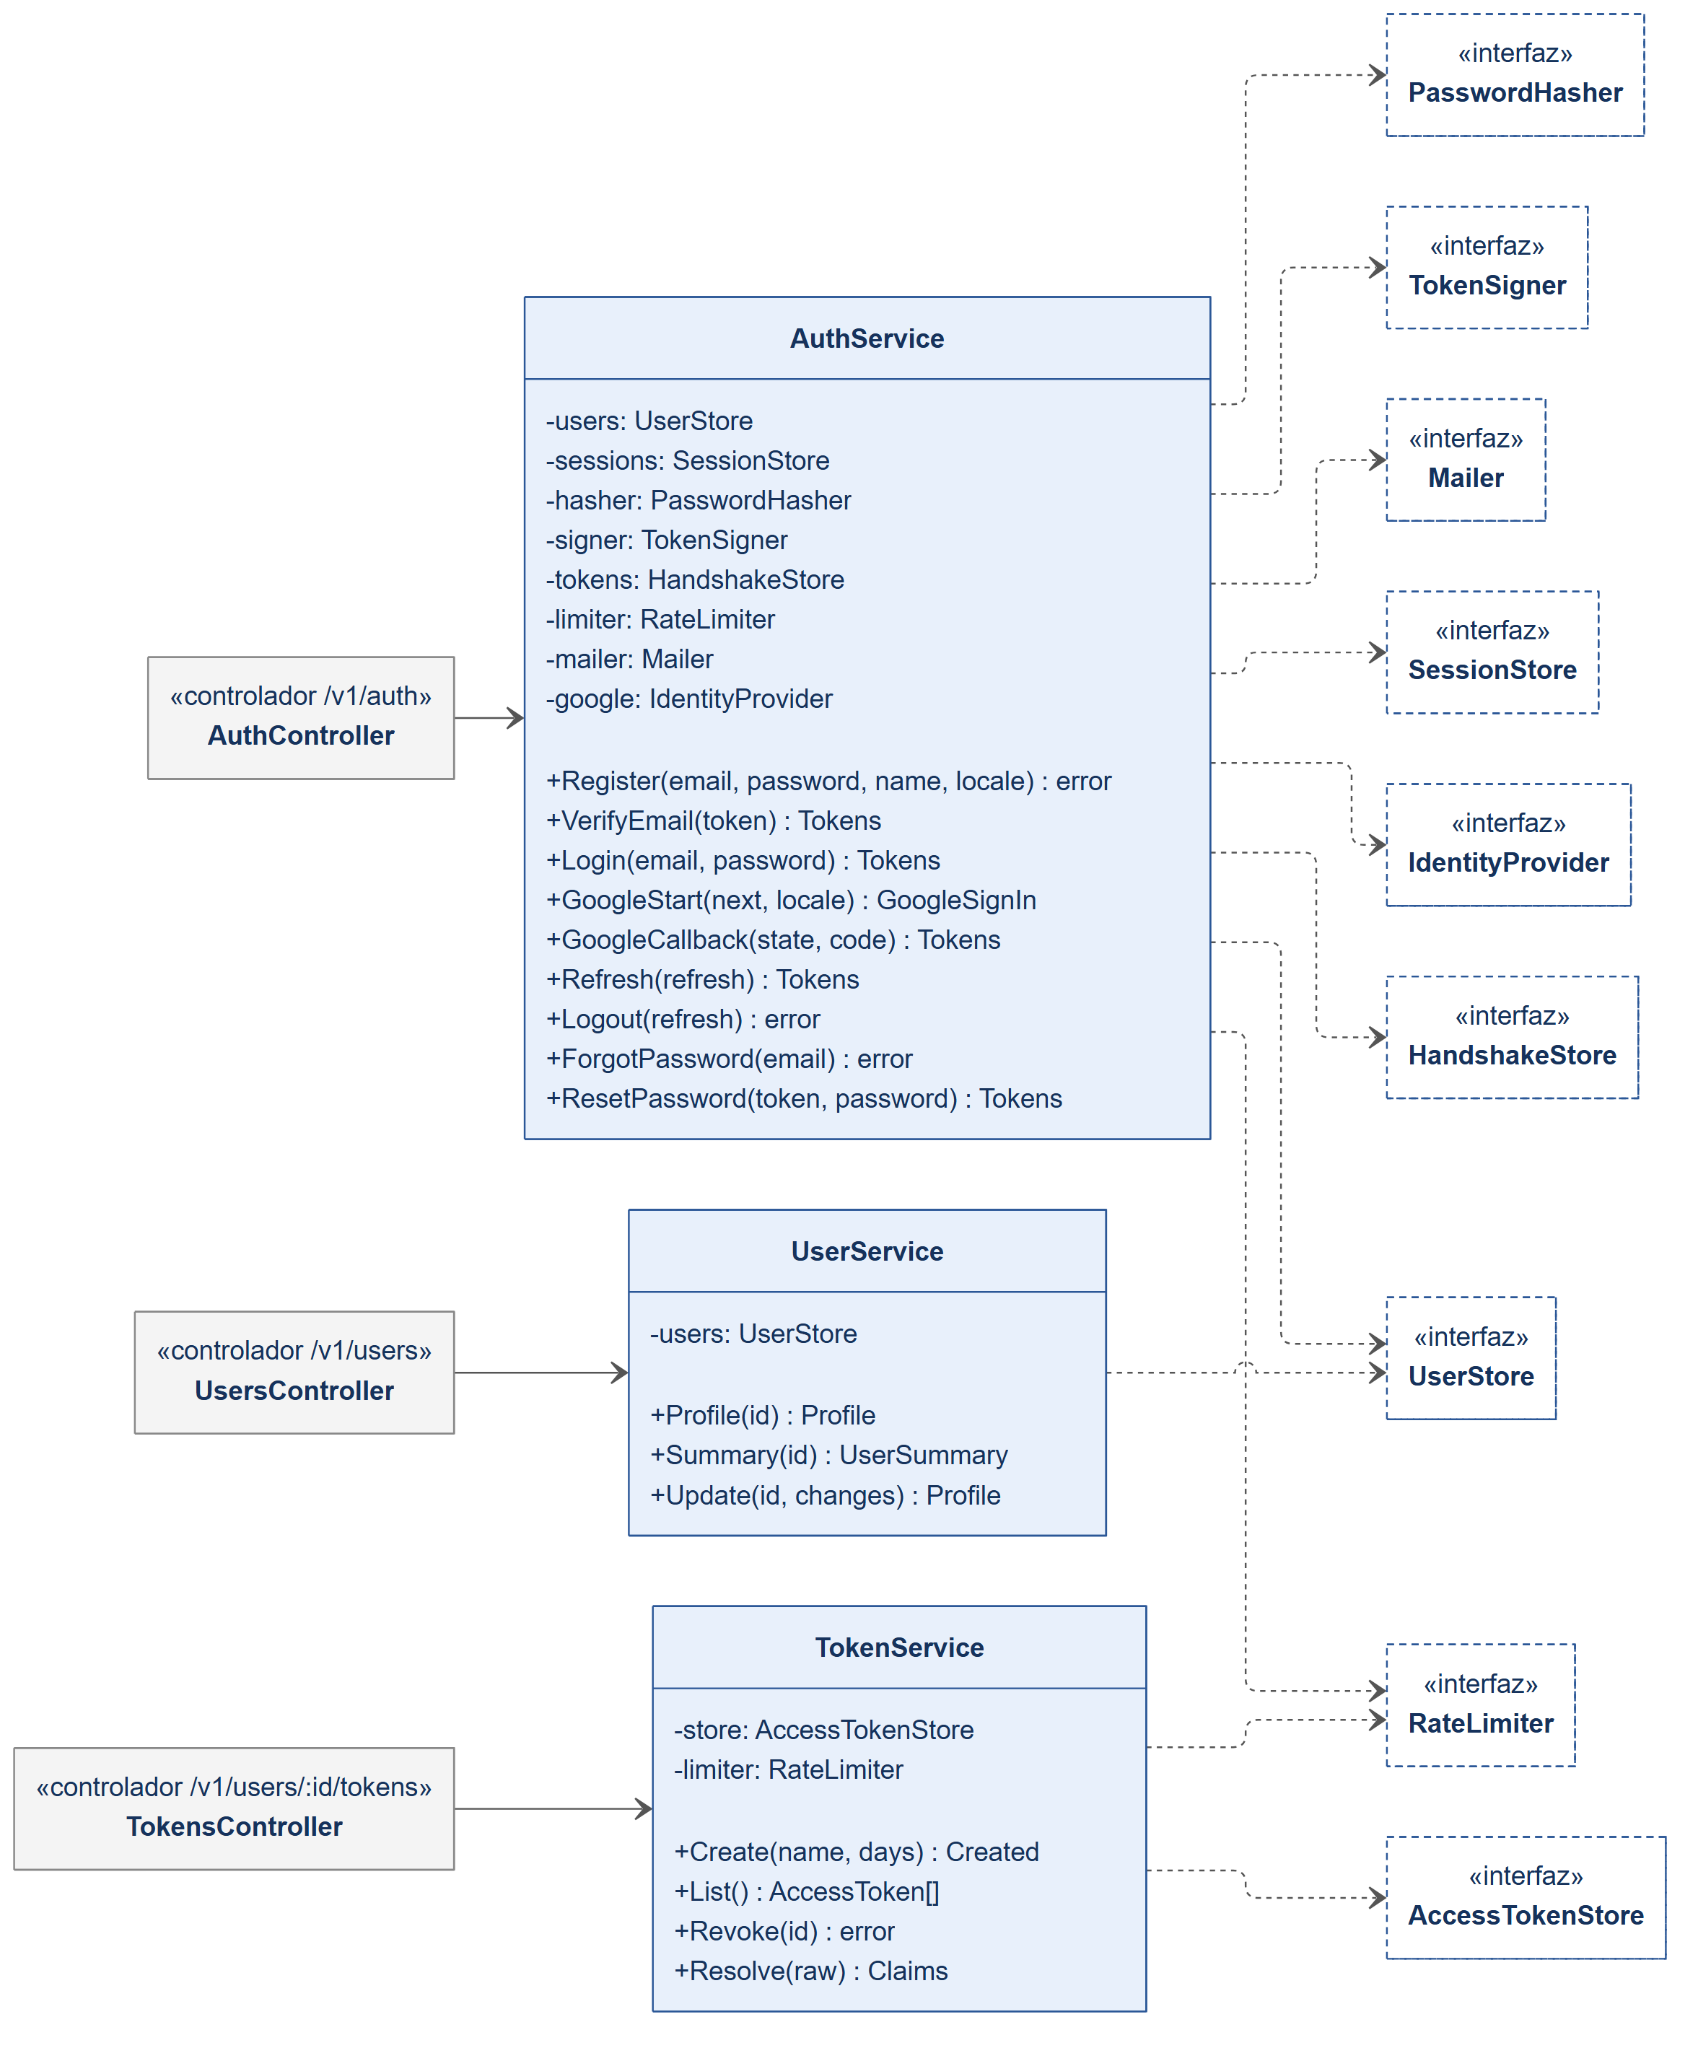 «interfaz»
PasswordHasher
«interfaz»
TokenSigner
«interfaz»
Mailer
«interfaz»
SessionStore
«interfaz»
IdentityProvider
«interfaz»
HandshakeStore
«interfaz»
UserStore
«interfaz»
RateLimiter
«interfaz»
AccessTokenStore
AuthService
-users: UserStore
-sessions: SessionStore
-hasher: PasswordHasher
-signer: TokenSigner
-tokens: HandshakeStore
-limiter: RateLimiter
-mailer: Mailer
-google: IdentityProvider
+Register(email, password, name, locale) : error
+VerifyEmail(token) : Tokens
+Login(email, password) : Tokens
+GoogleStart(next, locale) : GoogleSignIn
+GoogleCallback(state, code) : Tokens
+Refresh(refresh) : Tokens
+Logout(refresh) : error
+ForgotPassword(email) : error
+ResetPassword(token, password) : Tokens
«controlador /v1/auth»
AuthController
UserService
-users: UserStore
+Profile(id) : Profile
+Summary(id) : UserSummary
+Update(id, changes) : Profile
«controlador /v1/users»
UsersController
TokenService
-store: AccessTokenStore
-limiter: RateLimiter
+Create(name, days) : Created
+List() : AccessToken[]
+Revoke(id) : error
+Resolve(raw) : Claims
«controlador /v1/users/:id/tokens»
TokensController